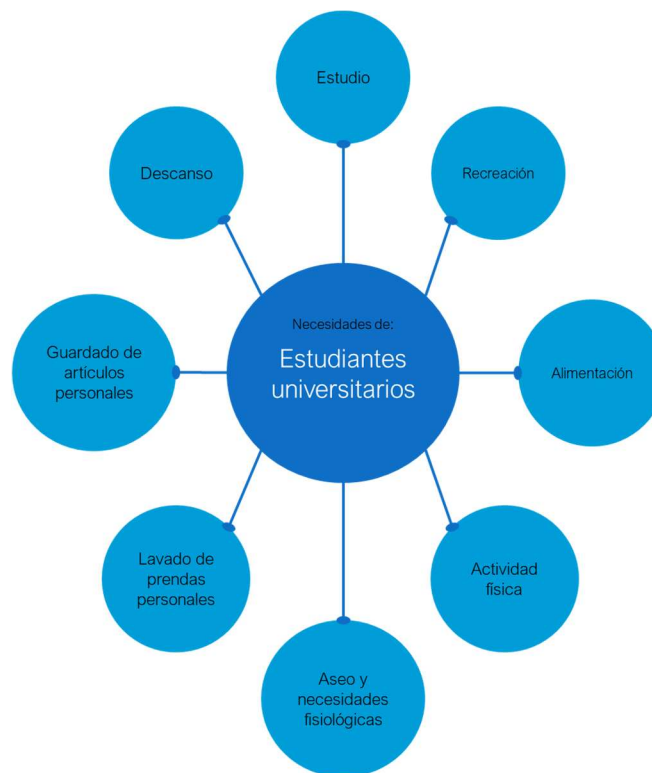 Estudio
Recreación
Alimentación
Actividad
física
Aseo y
necesidades
fisiológicas
Lavado de
prendas
personales
Guardado de
artículos
personales
Descanso
Necesidades de:
Estudiantes
universitarios